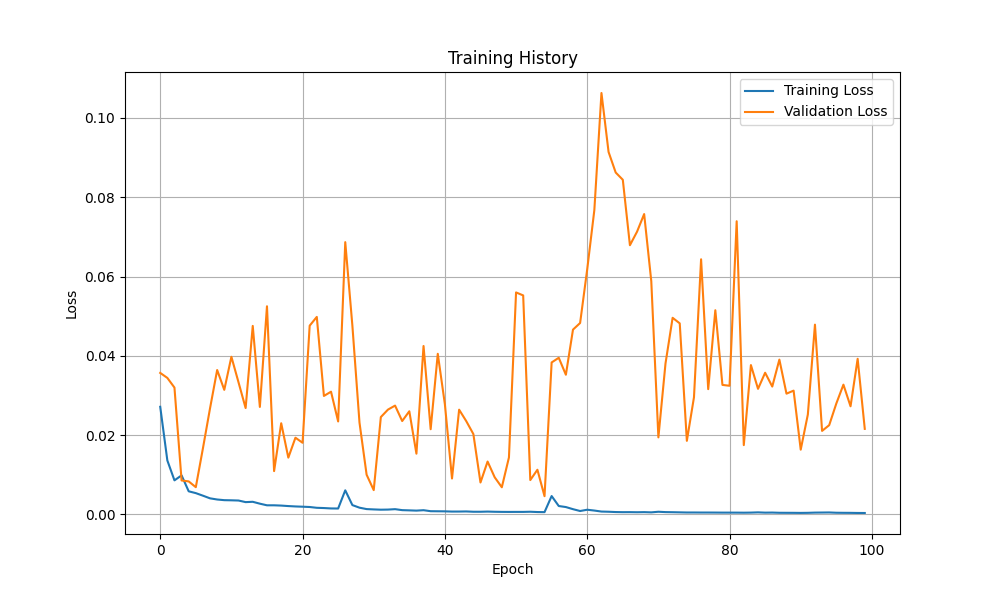 Training History
Training Loss
Validation Loss
0.10
0.08
0.06
0.04
0.02
0.00
Loss
0 20 40 60 80 100
Epoch